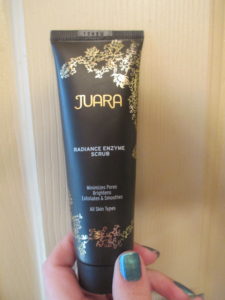 JUARA
RADIANCE ENZYME
SCRUB
Minimizes Pores
Brightens
Exfoliates & Smoothes
All Skin Types